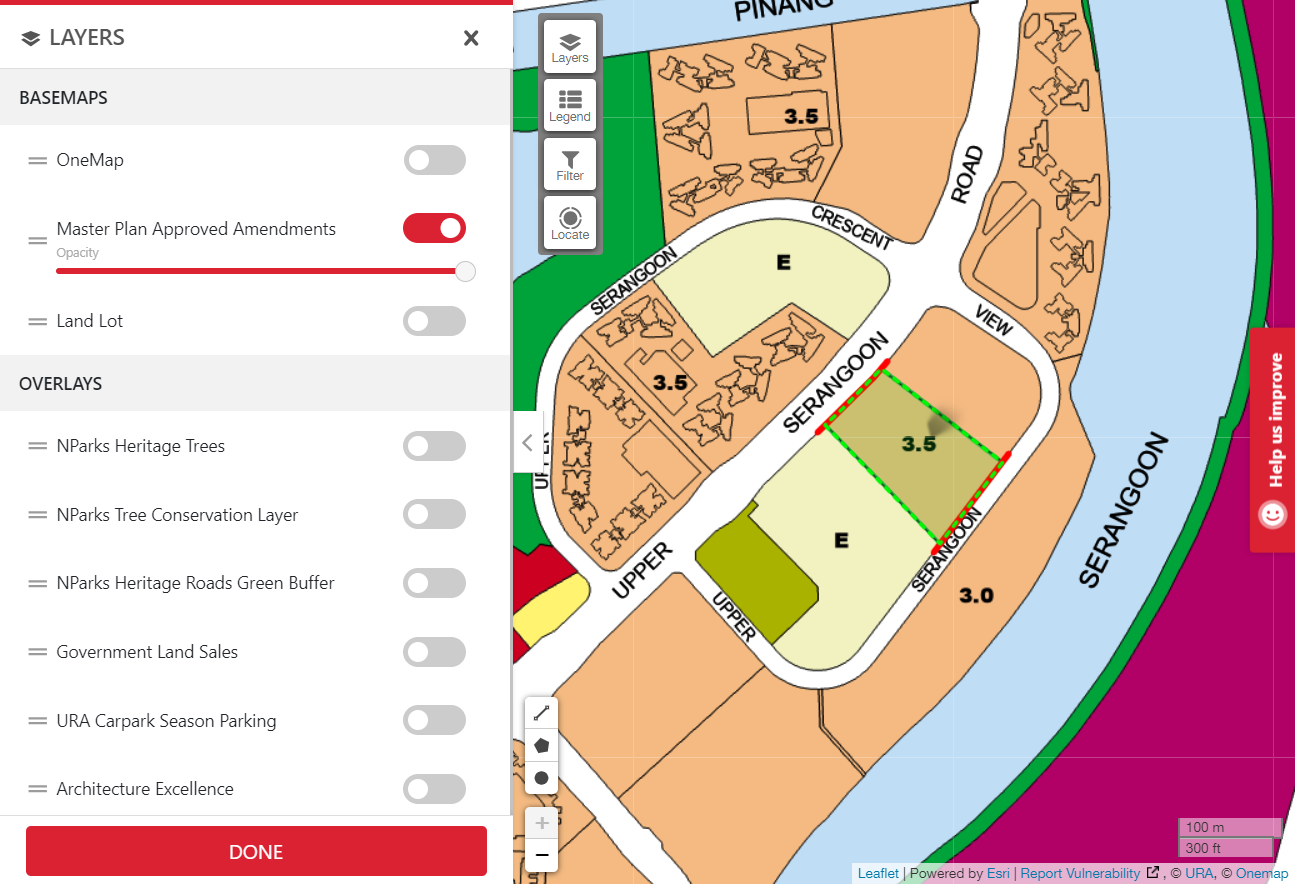 LAYERS
BASEMAPS
OneMap
Master Plan Approved Amendments
Opacity
Land Lot
OVERLAYS
NParks Heritage Trees
NParks Tree Conservation Layer
NParks Heritage Roads Green Buffer
Government Land Sales
URA Carpark Season Parking
Architecture Excellence
DONE
Layers
Legend
Filter
Locate
PINANG
3.5
ROAD
CRESCENT
E
SERANGOON
VIEW
SERANGOON
3.5
UPPER
3.5
E
SERANGOON
SERANGOON
UPPER
UPPER
3.0
Help us improve
+
−
100 m
300 ft
Leaflet | Powered by Esri | Report Vulnerability , © URA, © Onemap